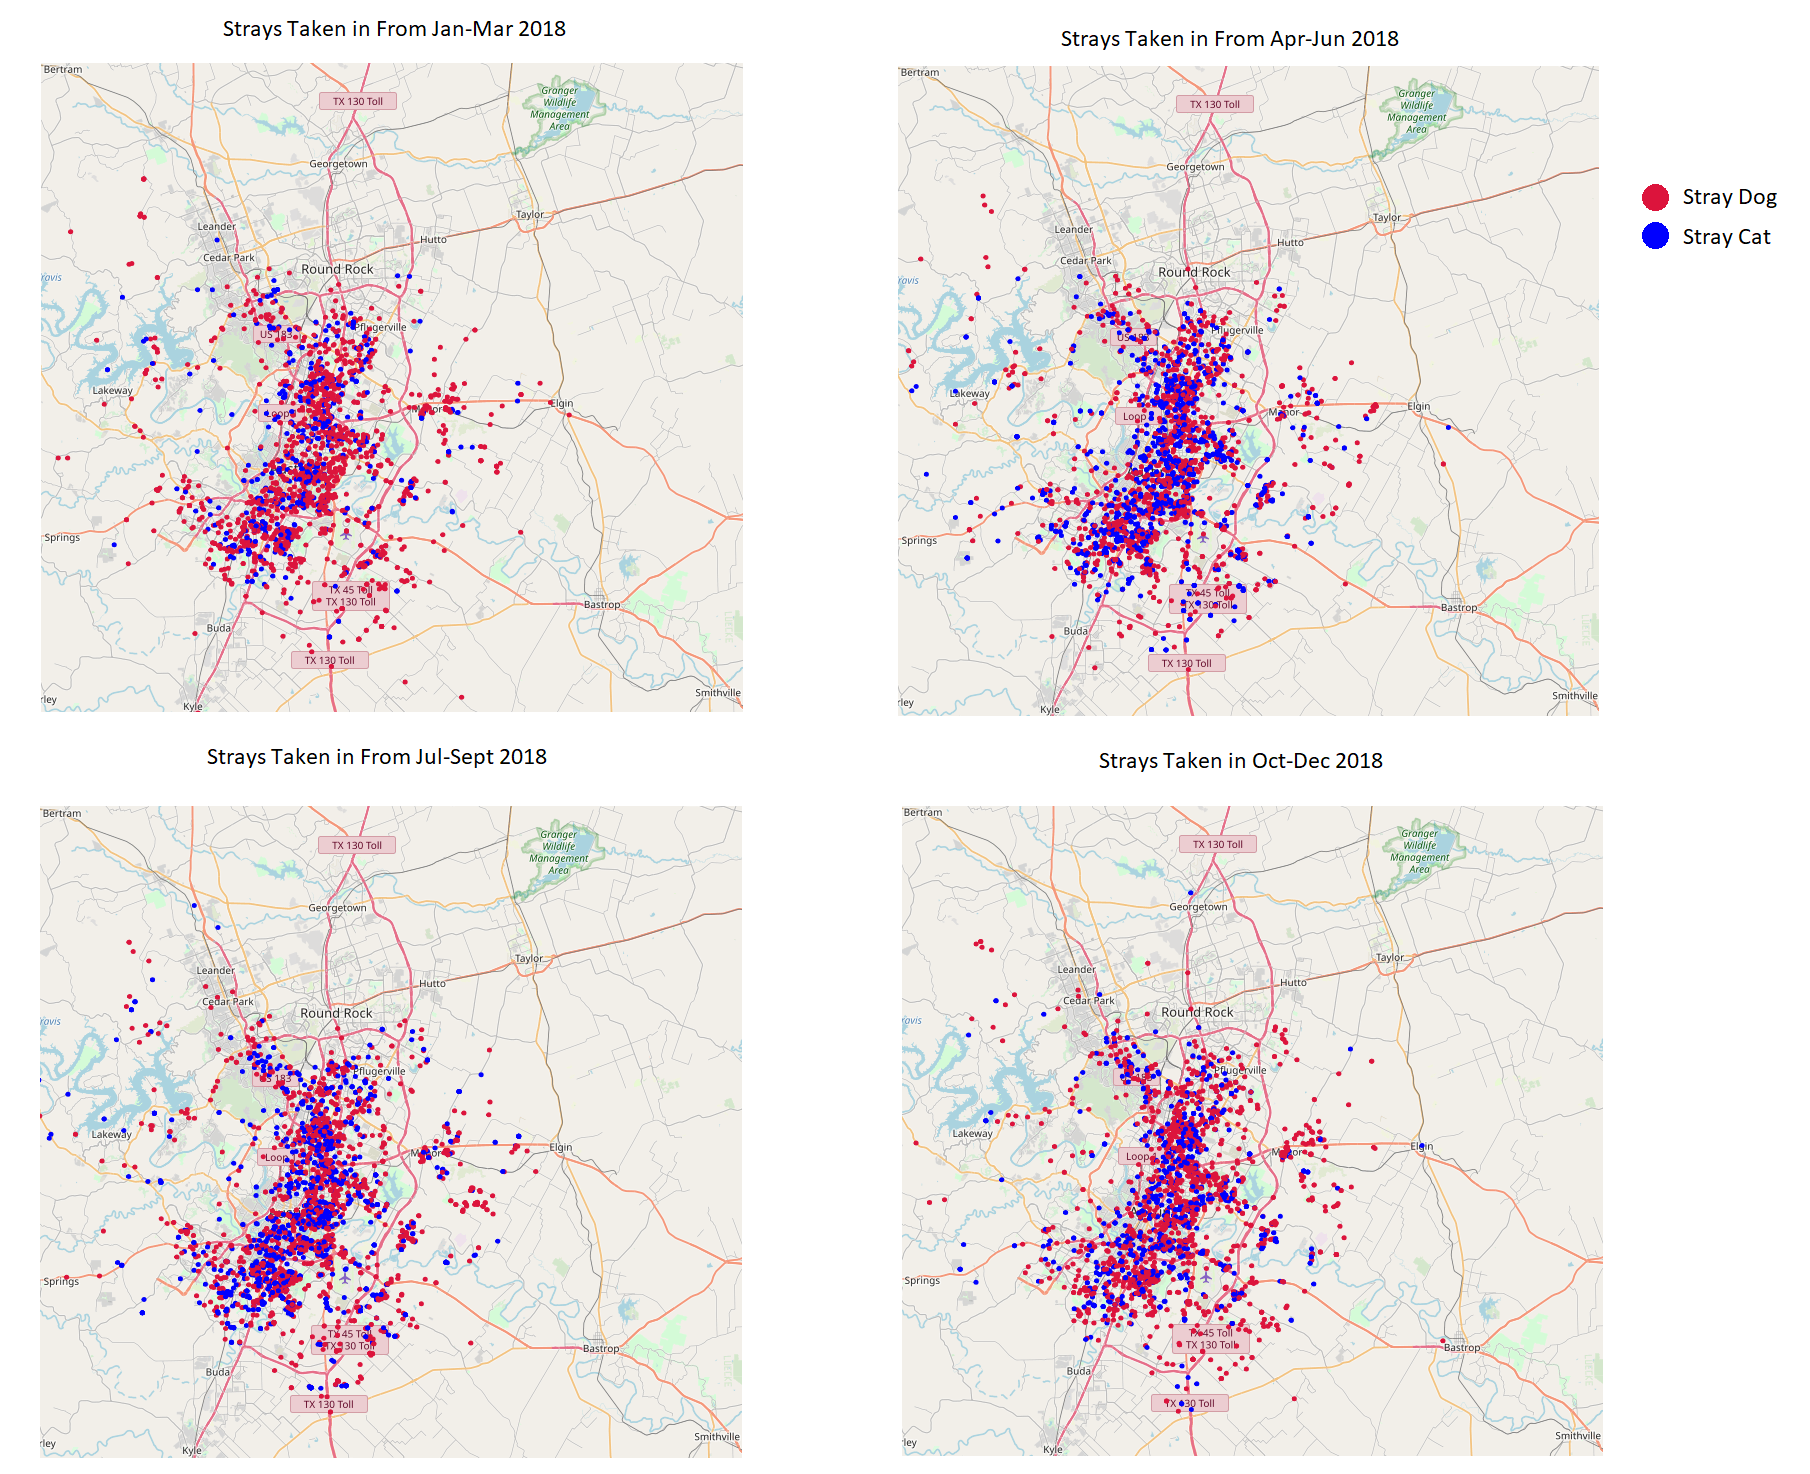 Strays Taken in From Jan-Mar 2018
Strays Taken in From Apr-Jun 2018
Bertram
TX 130 Toll
Granger
Wildlife
Management
Area
Georgetown
Taylor
Leander
Hutto
Cedar Park
Round Rock
ravis
US 183
Pflugerville
Lakeway
Loop
Manor
Elgin
Springs
TX 45 Toll
TX 130 Toll
Bastrop
Buda
TX 130 Toll
Smithville
rley
Kyle
Bertram
TX 130 Toll
Granger
Wildlife
Management
Area
Georgetown
Taylor
Leander
Hutto
Cedar Park
Round Rock
ravis
Pflugerville
Lakeway
Loop
Manor
Elgin
Springs
TX 45 Toll
TX 130 Toll
Bastrop
Buda
TX 130 Toll
Smithville
rley
Kyle
Stray Dog
Stray Cat
Strays Taken in From Jul-Sept 2018
Strays Taken in Oct-Dec 2018
Bertram
TX 130 Toll
Granger
Wildlife
Management
Area
Georgetown
Taylor
Leander
Hutto
Cedar Park
Round Rock
ravis
US 183
Pflugerville
Lakeway
Loop
Manor
Elgin
Springs
TX 45 Toll
TX 130 Toll
Bastrop
Buda
TX 130 Toll
Smithville
rley
Kyle
Bertram
TX 130 Toll
Granger
Wildlife
Management
Area
Georgetown
Taylor
Leander
Hutto
Cedar Park
Round Rock
ravis
Pflugerville
Lakeway
Loop
Manor
Elgin
Springs
TX 45 Toll
TX 130 Toll
Bastrop
Buda
TX 130 Toll
Smithville
rley
Kyle